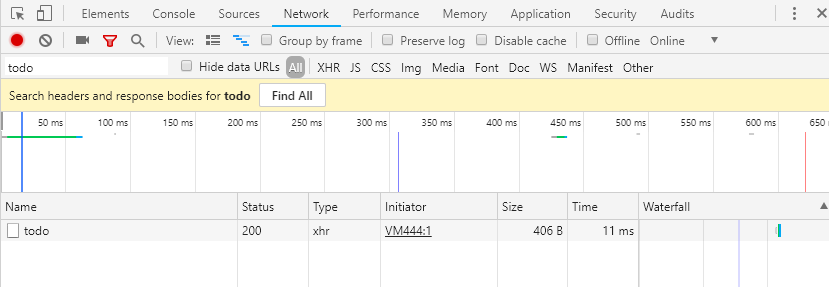 Elements Console Sources Network Performance Memory Application Security Audits
View: Group by frame Preserve log Disable cache Offline Online
todo Hide data URLs All XHR JS CSS Img Media Font Doc WS Manifest Other
Search headers and response bodies for todo Find All
50 ms 100 ms 150 ms 200 ms 250 ms 300 ms 350 ms 400 ms 450 ms 500 ms 550 ms 600 ms 650
Name Status Type Initiator Size Time Waterfall
todo 200 xhr VM444:1 406 B 11 ms